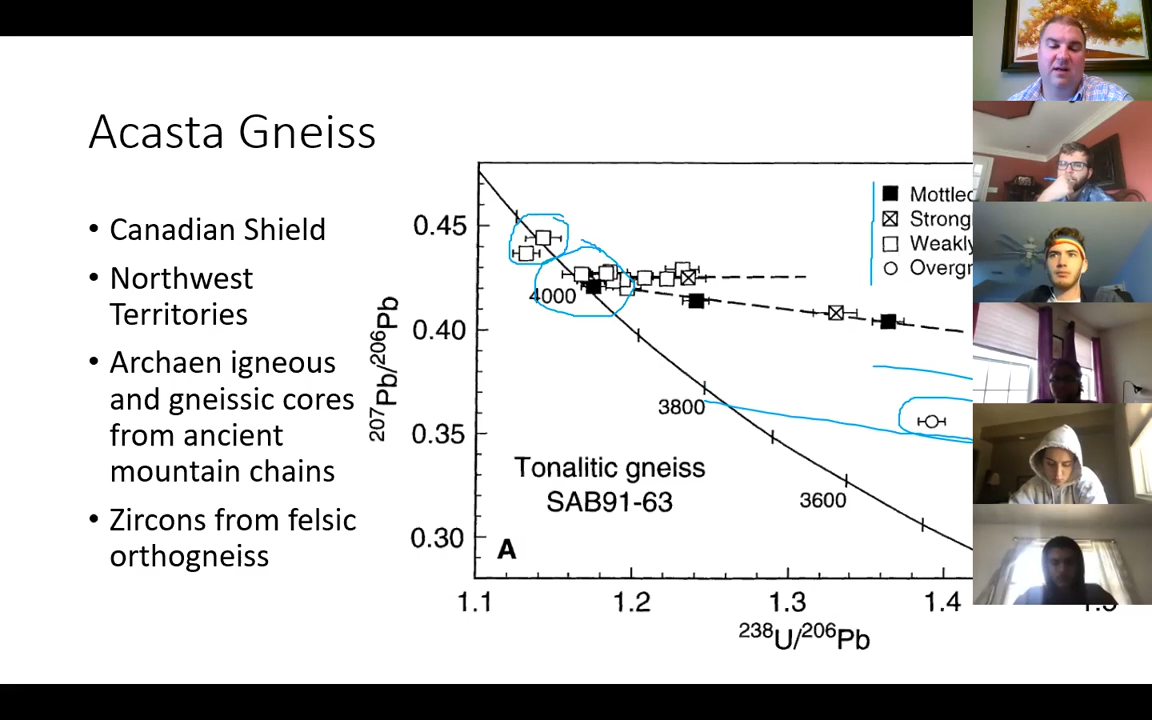 Acasta Gneiss
• Canadian Shield
• Northwest
Territories
• Archaen igneous
and gneissic cores
from ancient
mountain chains
• Zircons from felsic
orthogneiss
207Pb/206Pb
0.45
0.40
0.35
0.30
Mottled
Strong
Weakly
Overgr
4000
3800
3600
Tonalitic gneiss
SAB91-63
A
1.1
1.2
1.3
1.4
238U/206Pb